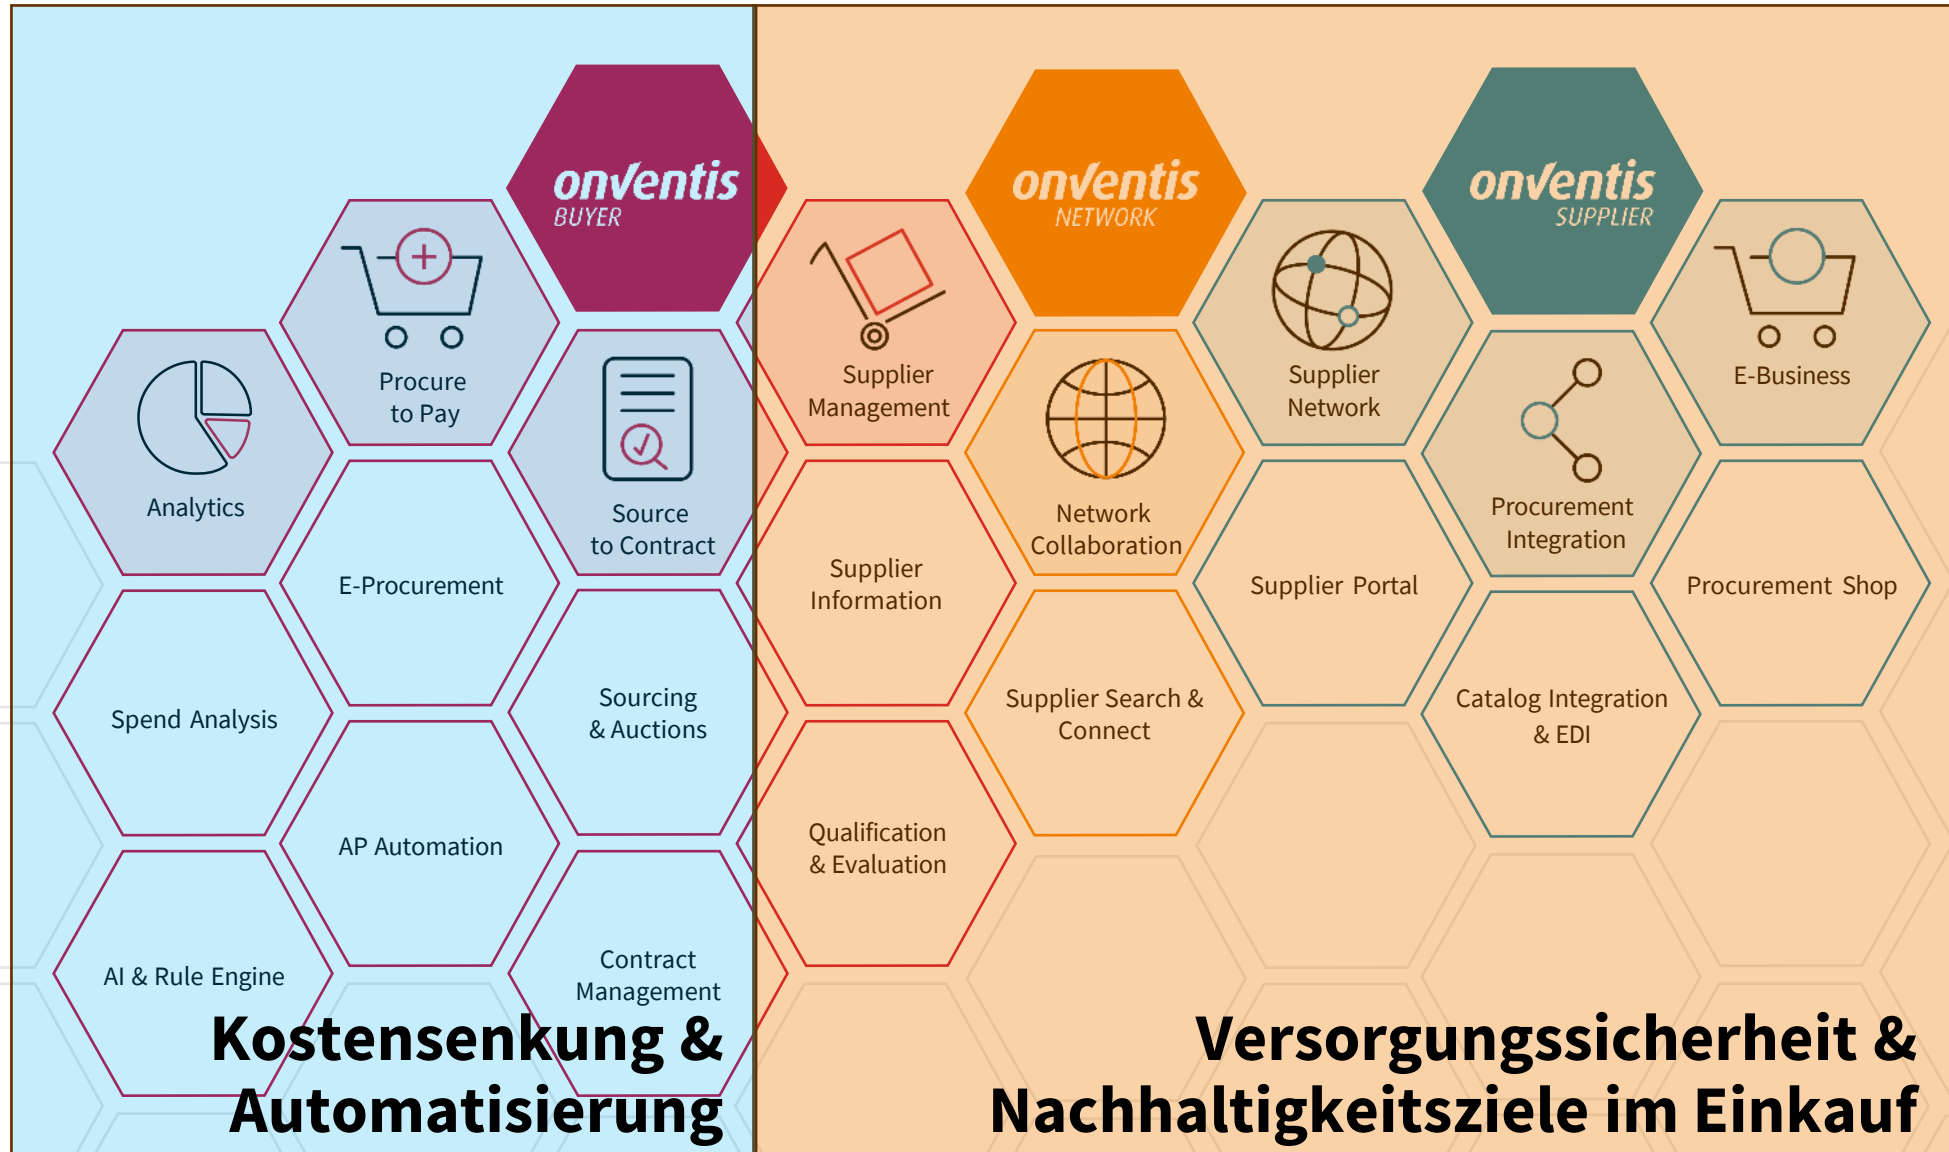 onventis
BUYER
onventis
NETWORK
onventis
SUPPLIER
Procure
to Pay
Supplier
Management
Supplier
Network
E-Business
Analytics
Source
to Contract
Network
Collaboration
Procurement
Integration
E-Procurement
Supplier
Information
Supplier Portal
Procurement Shop
Spend Analysis
Sourcing
& Auctions
Supplier Search &
Connect
Catalog Integration
& EDI
AP Automation
Qualification
& Evaluation
AI & Rule Engine
Contract
Management
Kostensenkung &
Automatisierung
Versorgungssicherheit &
Nachhaltigkeitsziele im Einkauf